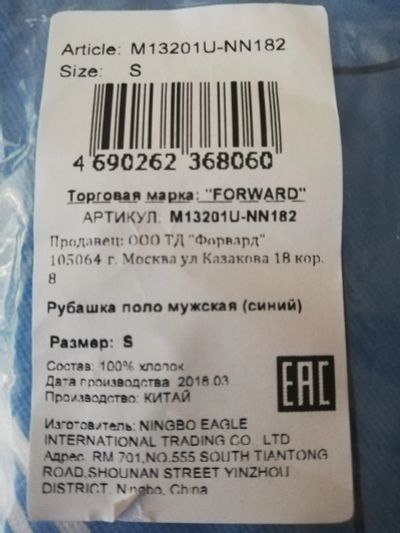 Article: M13201U-NN182
Size: S
4 690262 368060
Торговая марка: "FORWARD"
АРТИКУЛ: M13201U-NN182
Продавец: ООО ТД "Форвард"
105064 г. Москва ул Казакова 18 кор.
8
Рубашка поло мужская (синий)
Размер: S
Состав: 100% хлопок
Дата производства 2018.03
Производство: КИТАЙ
EAC
Изготовитель: NINGBO EAGLE
INTERNATIONAL TRADING CO., LTD
Адрес: RM 701,NO.555 SOUTH TIANTONG
ROAD,SHOUNAN STREET YINZHOU
DISTRICT, Ningbo, China